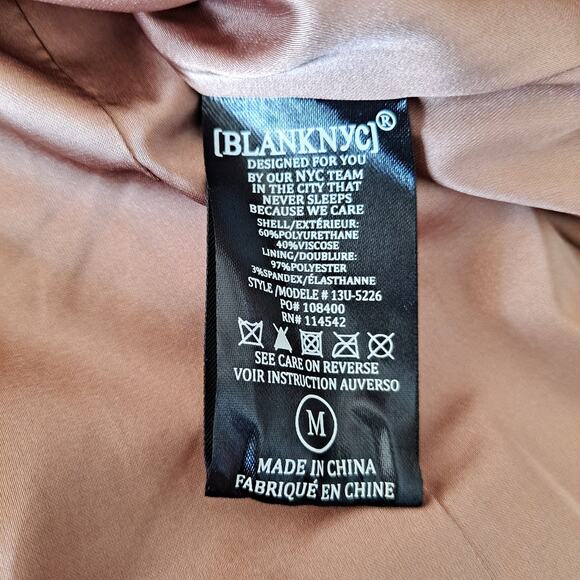 [BLANKNYC]®
DESIGNED FOR YOU
BY OUR NYC TEAM
IN THE CITY THAT
NEVER SLEEPS
BECAUSE WE CARE
SHELL/EXTÉRIEUR:
60%POLYURETHANE
40%VISCOSE
LINING/DOUBLURE:
97%POLYESTER
3%SPANDEX/ÉLASTHANNE
STYLE/MODELE # 13U-5226
PO# 108400
RN# 114542
SEE CARE ON REVERSE
VOIR INSTRUCTION AUVERSO
M
MADE IN CHINA
FABRIQUÉ EN CHINE